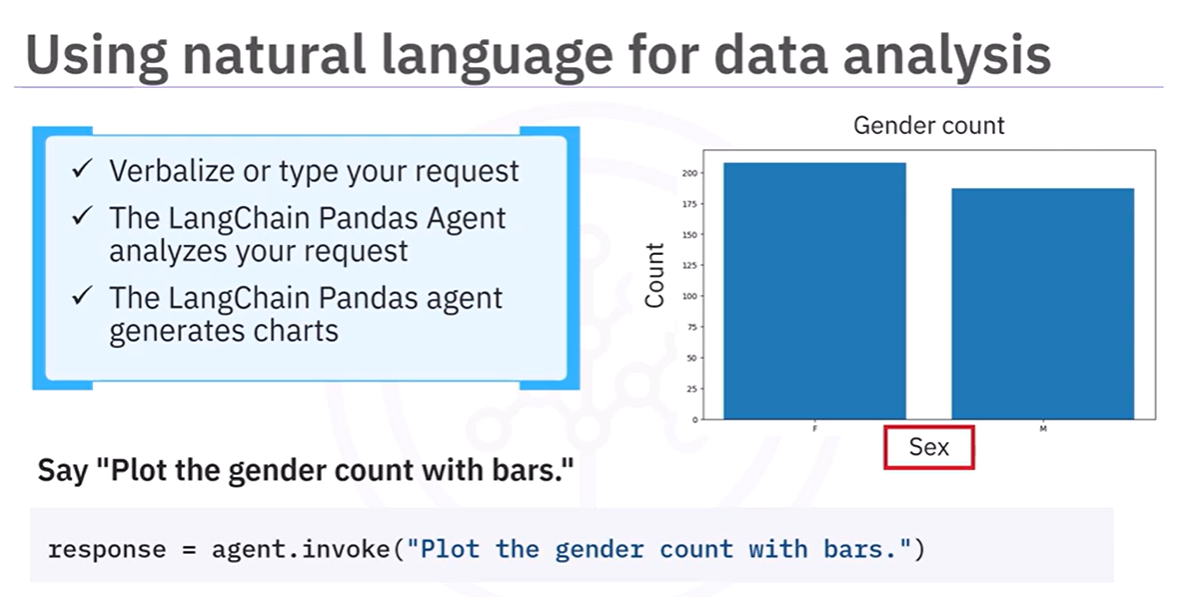 Using natural language for data analysis
✓ Verbalize or type your request
✓ The LangChain Pandas Agent
analyzes your request
✓ The LangChain Pandas agent
generates charts
Gender count
Count
200
175
150
125
100
75
50
25
0
F
M
Sex
Say "Plot the gender count with bars."
response = agent.invoke("Plot the gender count with bars.")